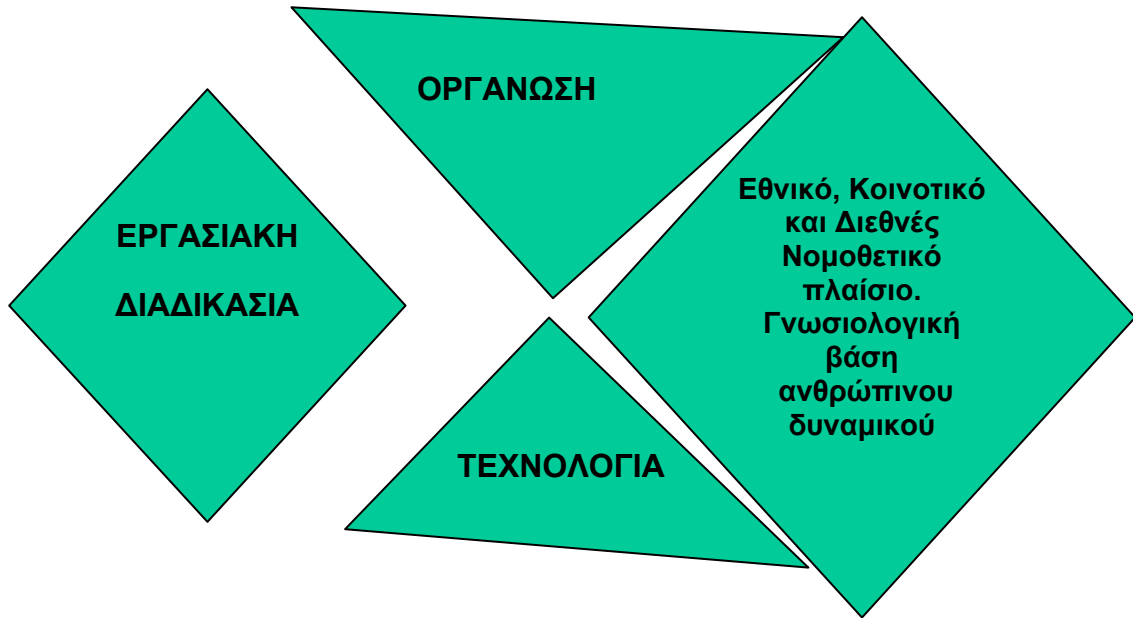 ΟΡΓΑΝΩΣΗ
ΕΡΓΑΣΙΑΚΗ
ΔΙΑΔΙΚΑΣΙΑ
Εθνικό, Κοινοτικό
και Διεθνές
Νομοθετικό
πλαίσιο.
Γνωσιολογική
βάση
ανθρώπινου
δυναμικού
ΤΕΧΝΟΛΟΓΙΑ